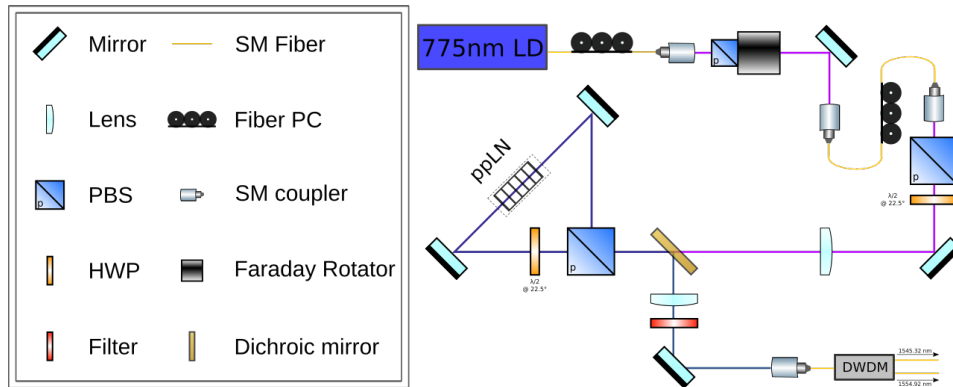 Mirror
SM Fiber
Lens
Fiber PC
p
PBS
SM coupler
HWP
Faraday Rotator
Filter
Dichroic mirror
775nm LD
p
p
λ/2
@ 22.5°
ppLN
p
λ/2
@ 22.5°
1545.32 nm
DWDM
1554.92 nm